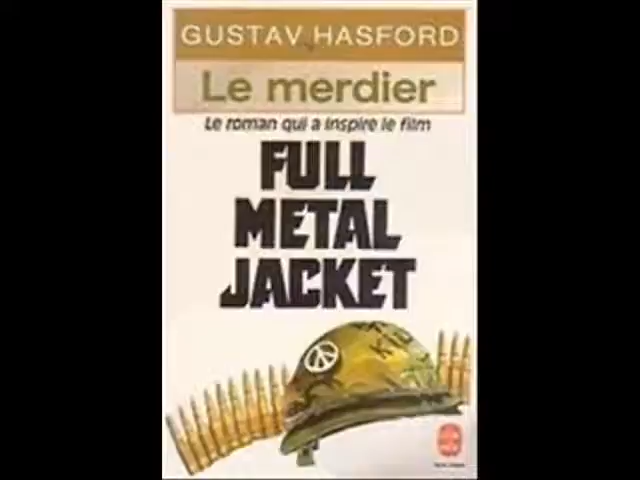 GUSTAV HASFORD
Le merdier
Le roman qui a inspiré le film
FULL
METAL
JACKET